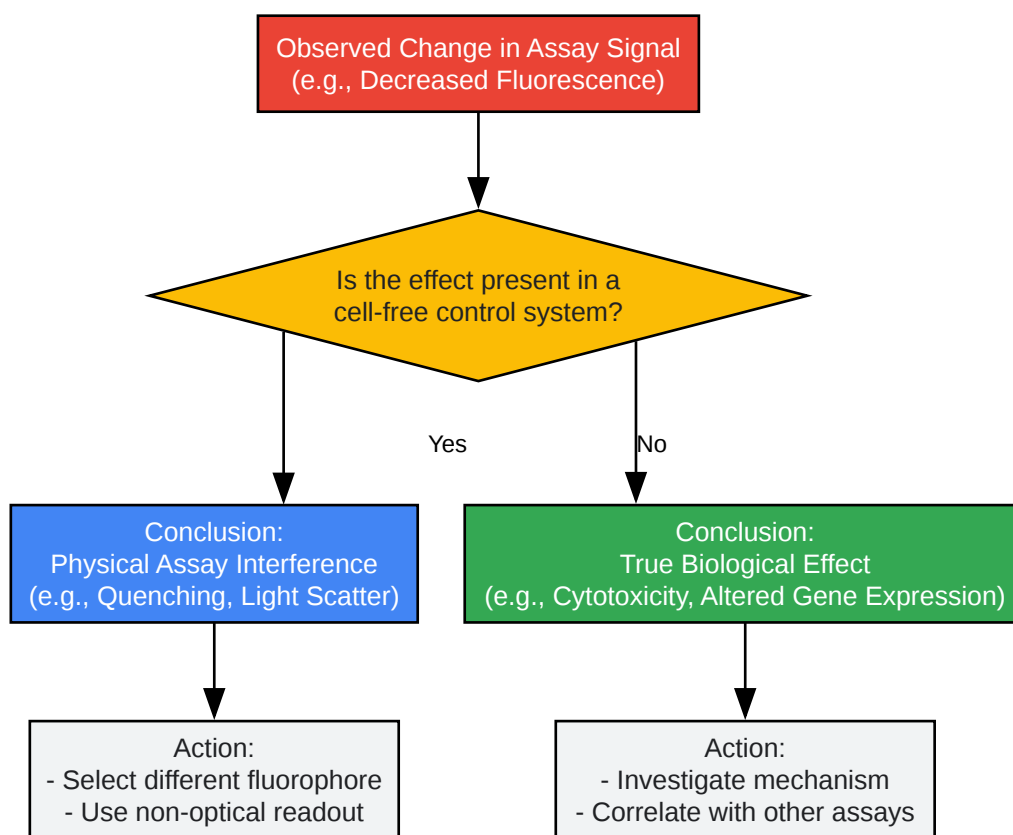 Observed Change in Assay Signal
(e.g., Decreased Fluorescence)
Is the effect present in a
cell-free control system?
Yes
No
Conclusion:
Physical Assay Interference
(e.g., Quenching, Light Scatter)
Conclusion:
True Biological Effect
(e.g., Cytotoxicity, Altered Gene Expression)
Action:
- Select different fluorophore
- Use non-optical readout
Action:
- Investigate mechanism
- Correlate with other assays